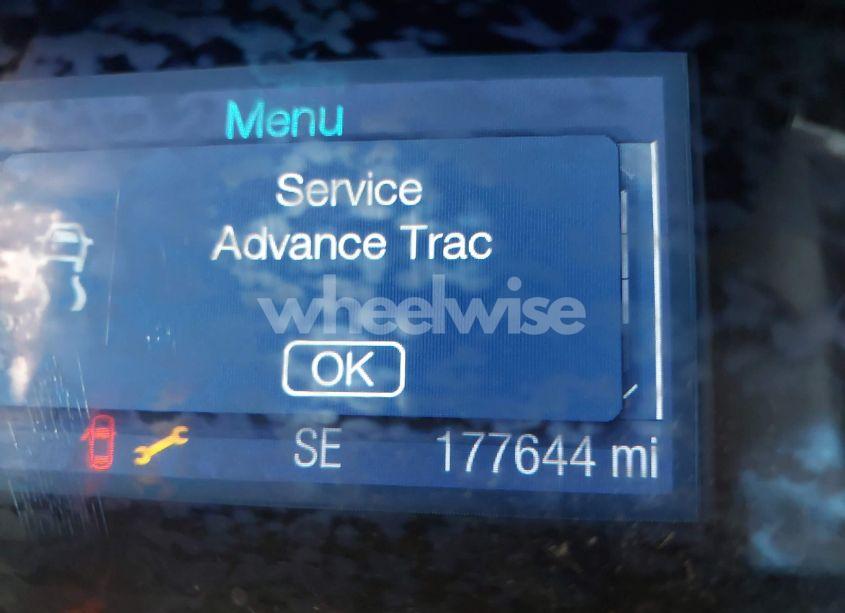 Menu
Service
Advance Trac
wheelwise
OK
SE 177644 mi